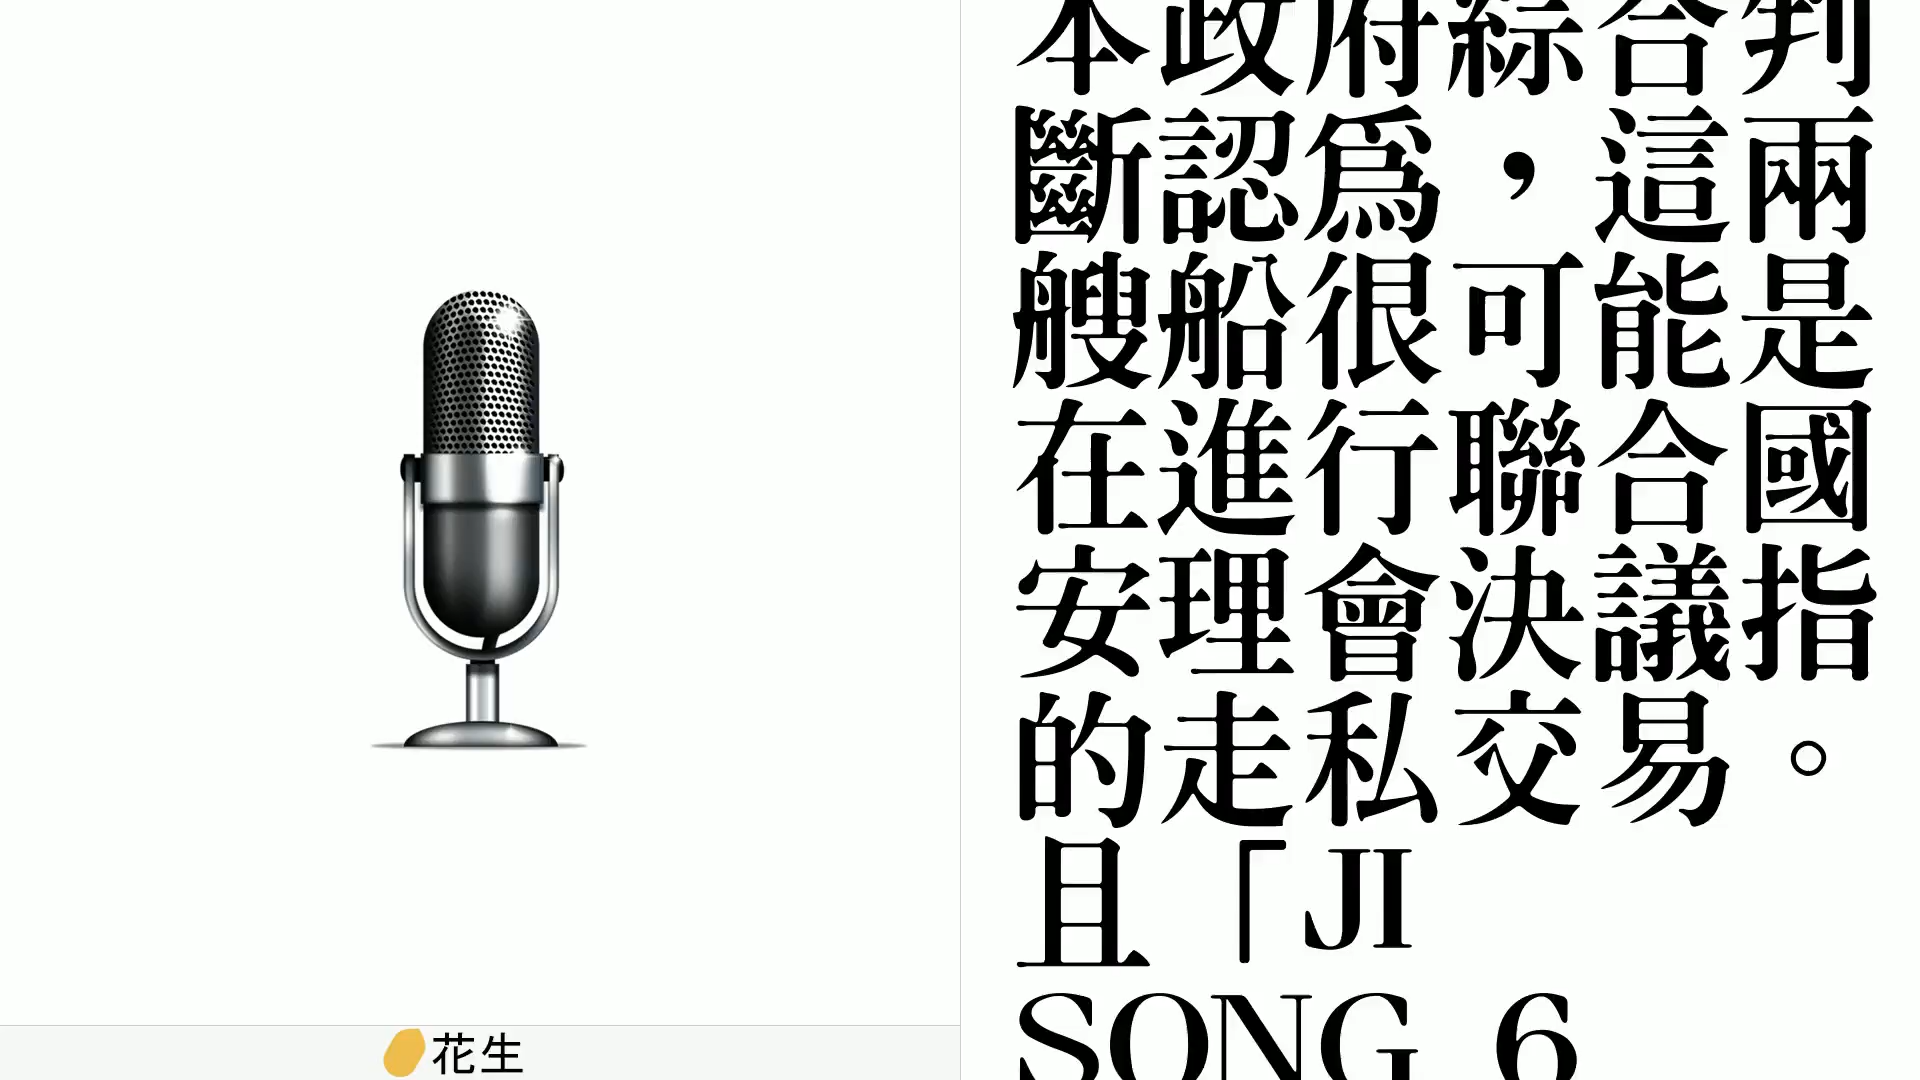 本政府綜合判
斷認爲，這兩
艘船很可能是
在進行聯合國
安理會決議指
的走私交易。
且「JI
SONG 6
花生